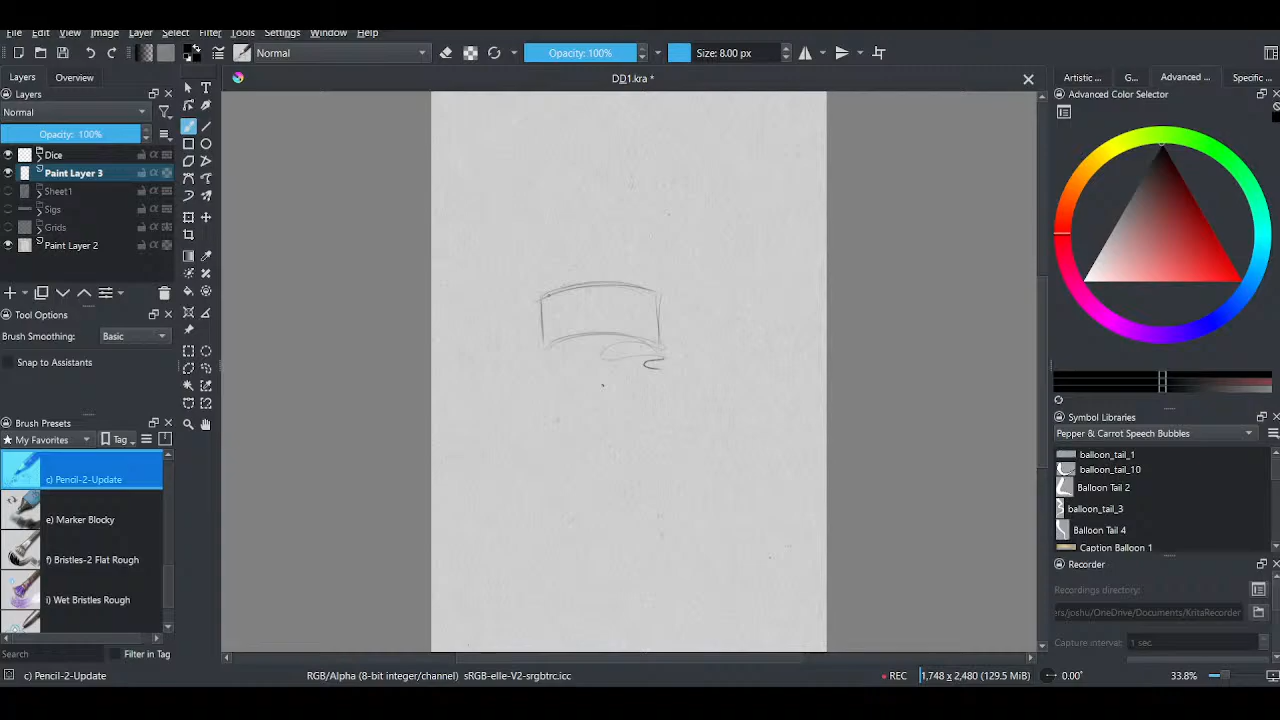 File Edit View Image Layer Select Filter Tools Settings Window Help
Normal Opacity: 100% Size: 8.00 px
Layers Overview DD1.kra * Artistic ... G... Advanced ... Specific ...
Layers Advanced Color Selector
Normal
Opacity: 100%
Dice
Paint Layer 3
Sheet1
Sigs
Grids
Paint Layer 2
Tool Options
Brush Smoothing: Basic
Snap to Assistants
Brush Presets
My Favorites Tag
c) Pencil-2-Update
e) Marker Blocky
f) Bristles-2 Flat Rough
i) Wet Bristles Rough
Search Filter in Tag
Symbol Libraries
Pepper & Carrot Speech Bubbles
balloon_tail_1
balloon_tail_10
Balloon Tail 2
balloon_tail_3
Balloon Tail 4
Caption Balloon 1
Recorder
Recordings directory:
ers/joshu/OneDrive/Documents/KritaRecorder
Capture interval: 1 sec
c) Pencil-2-Update RGB/Alpha (8-bit integer/channel) sRGB-elle-V2-srgbtrc.icc REC 1,748 x 2,480 (129.5 MiB) 0.00° 33.8%